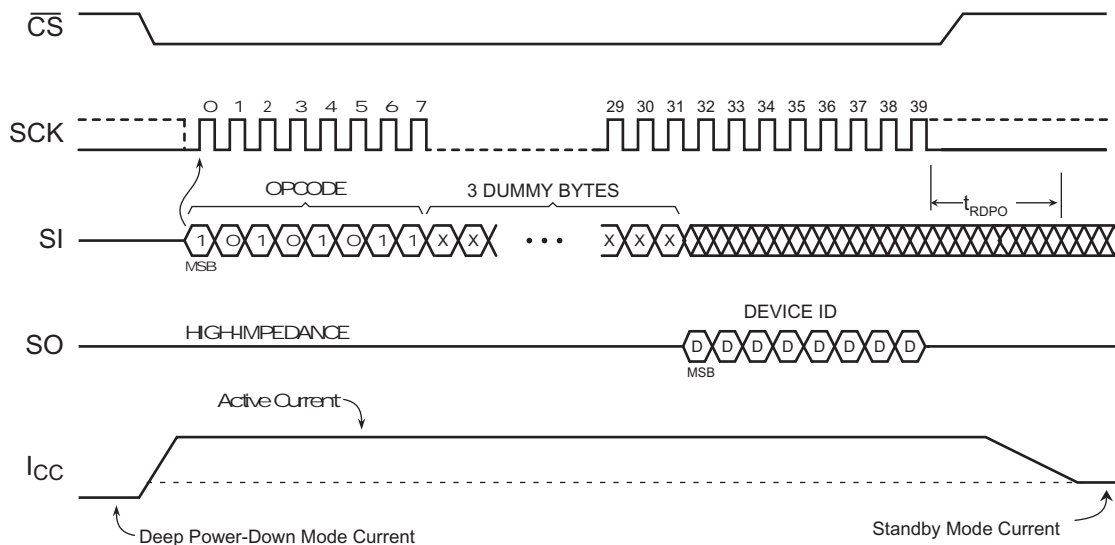 CS
0 1 2 3 4 5 6 7 29 30 31 32 33 34 35 36 37 38 39
SCK
OPCODE 3 DUMMY BYTES tRDPO
SI 1 0 1 0 1 0 1 1 X X • • • X X X
MSB
DEVICE ID
SO HIGH-IMPEDANCE D D D D D D D D
MSB
Active Current
ICC
Deep Power-Down Mode Current Standby Mode Current